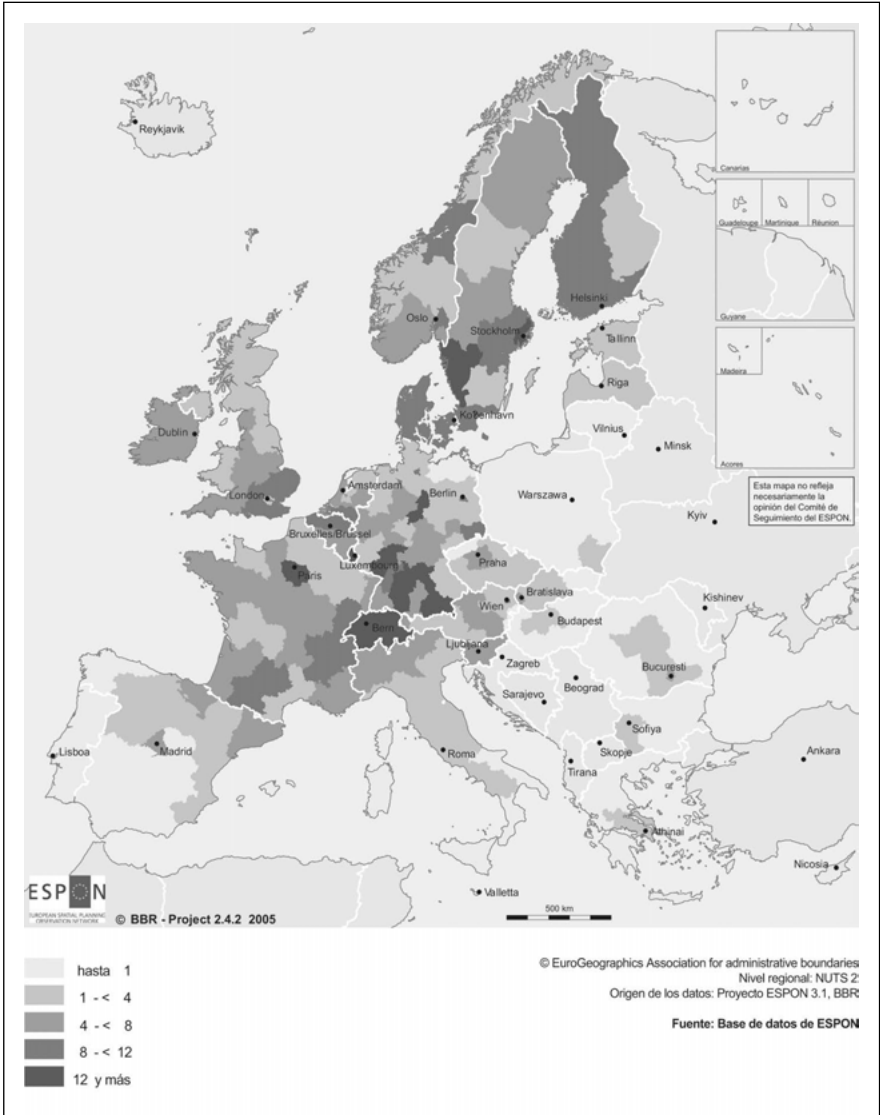 Reykjavik
Canarias
Guadeloupe
Martinique
Réunion
Guyane
Madeira
Acores
Esta mapa no refleja
necesariamente la
opinión del Comité de
Seguimiento del ESPON.
Helsinki
Oslo
Stockholm
Tallinn
Riga
København
Vilnius
Minsk
Dublin
London
Amsterdam
Berlin
Warszawa
Kyiv
Bruxelles/Brüssel
Luxembourg
Paris
Praha
Wien
Bratislava
Budapest
Kishinev
Bern
Ljubljana
Zagreb
Bucuresti
Beograd
Sarajevo
Sofiya
Skopje
Tirana
Roma
Madrid
Lisboa
Ankara
Athinai
Nicosia
Valletta
ESPON
EUROPEAN SPATIAL PLANNING
OBSERVATION NETWORK
© BBR - Project 2.4.2 2005
500 km
hasta 1
1 - < 4
4 - < 8
8 - < 12
12 y más
© EuroGeographics Association for administrative boundaries
Nivel regional: NUTS 2
Origen de los datos: Proyecto ESPON 3.1, BBR
Fuente: Base de datos de ESPON